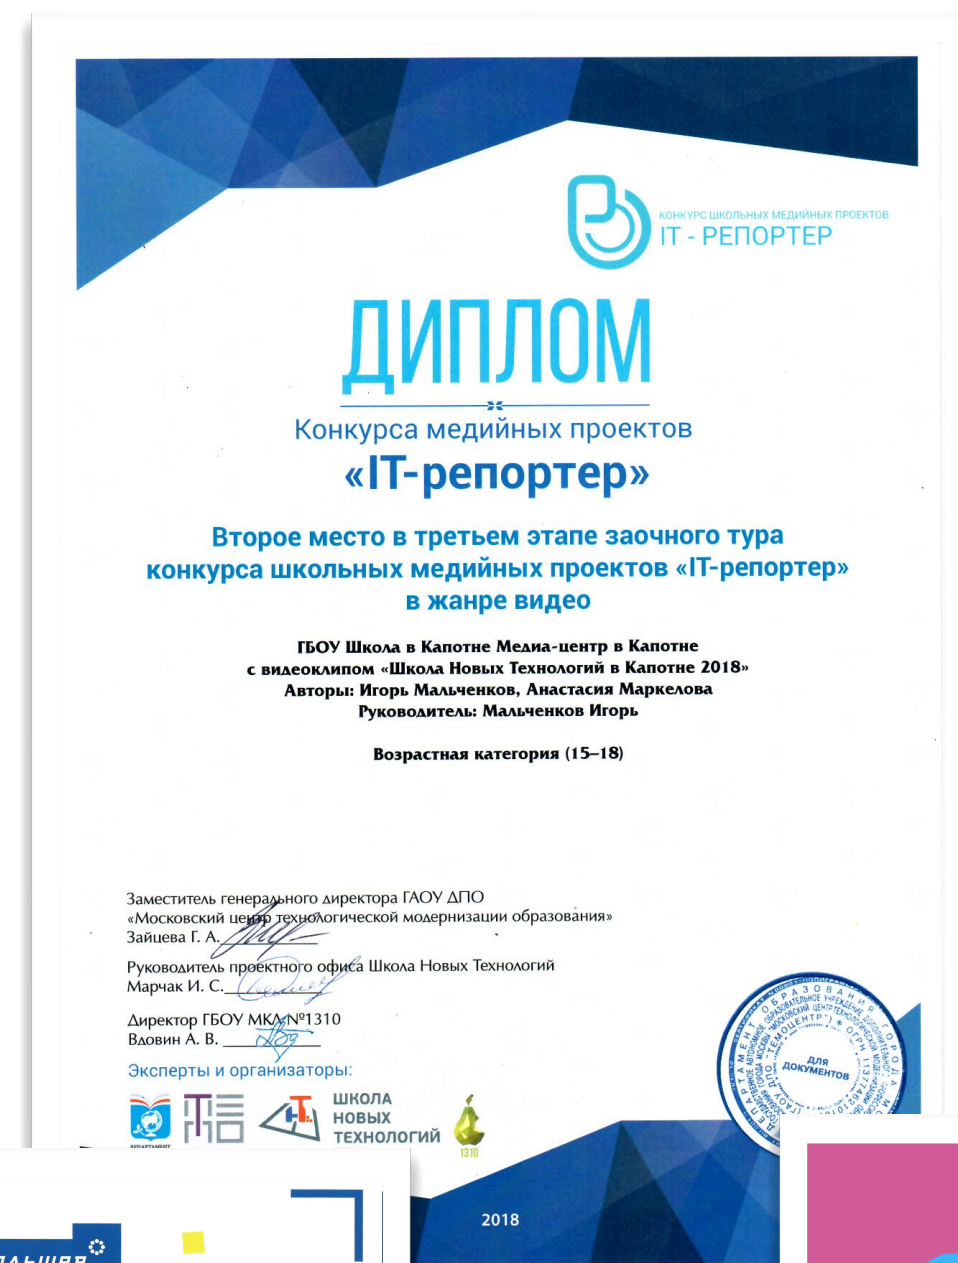 КОНКУРС ШКОЛЬНЫХ МЕДИЙНЫХ ПРОЕКТОВ
IT - РЕПОРТЕР
ДИПЛОМ
Конкурса медийных проектов
«IT-репортер»
Второе место в третьем этапе заочного тура
конкурса школьных медийных проектов «IT-репортер»
в жанре видео
ГБОУ Школа в Капотне Медиа-центр в Капотне
с видеоклипом «Школа Новых Технологий в Капотне 2018»
Авторы: Игорь Мальченков, Анастасия Маркелова
Руководитель: Мальченков Игорь
Возрастная категория (15–18)
Заместитель генерального директора ГАОУ ДПО
«Московский центр технологической модернизации образования»
Зайцева Г. А.
Руководитель проектного офиса Школа Новых Технологий
Марчак И. С.
Директор ГБОУ МКЛ №1310
Вдовин А. В.
Эксперты и организаторы:
ДЛЯ
ДОКУМЕНТОВ
ТЕМО
ШКОЛА
НОВЫХ
ТЕХНОЛОГИЙ
1310
2018